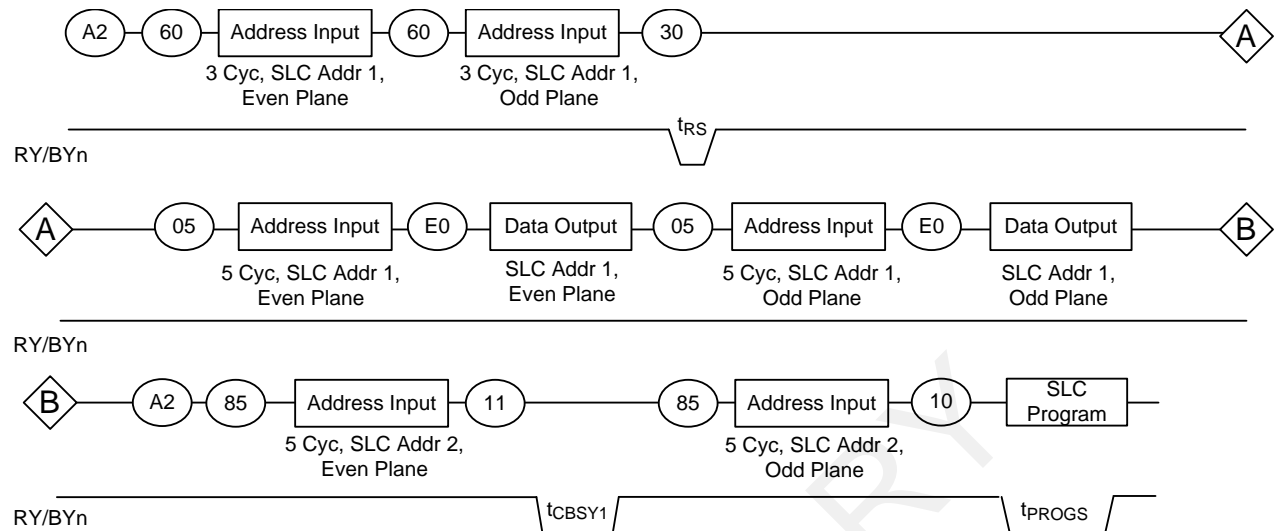 A2 60 Address Input 60 Address Input 30 A
3 Cyc, SLC Addr 1, 3 Cyc, SLC Addr 1,
Even Plane Odd Plane
tRS
RY/BYn
A 05 Address Input E0 Data Output 05 Address Input E0 Data Output B
5 Cyc, SLC Addr 1, SLC Addr 1, 5 Cyc, SLC Addr 1, SLC Addr 1,
Even Plane Even Plane Odd Plane Odd Plane
RY/BYn
B A2 85 Address Input 11 85 Address Input 10 SLC
Program
5 Cyc, SLC Addr 2, 5 Cyc, SLC Addr 2,
Even Plane Odd Plane
RY
tCBSY1 tPROGS
RY/BYn